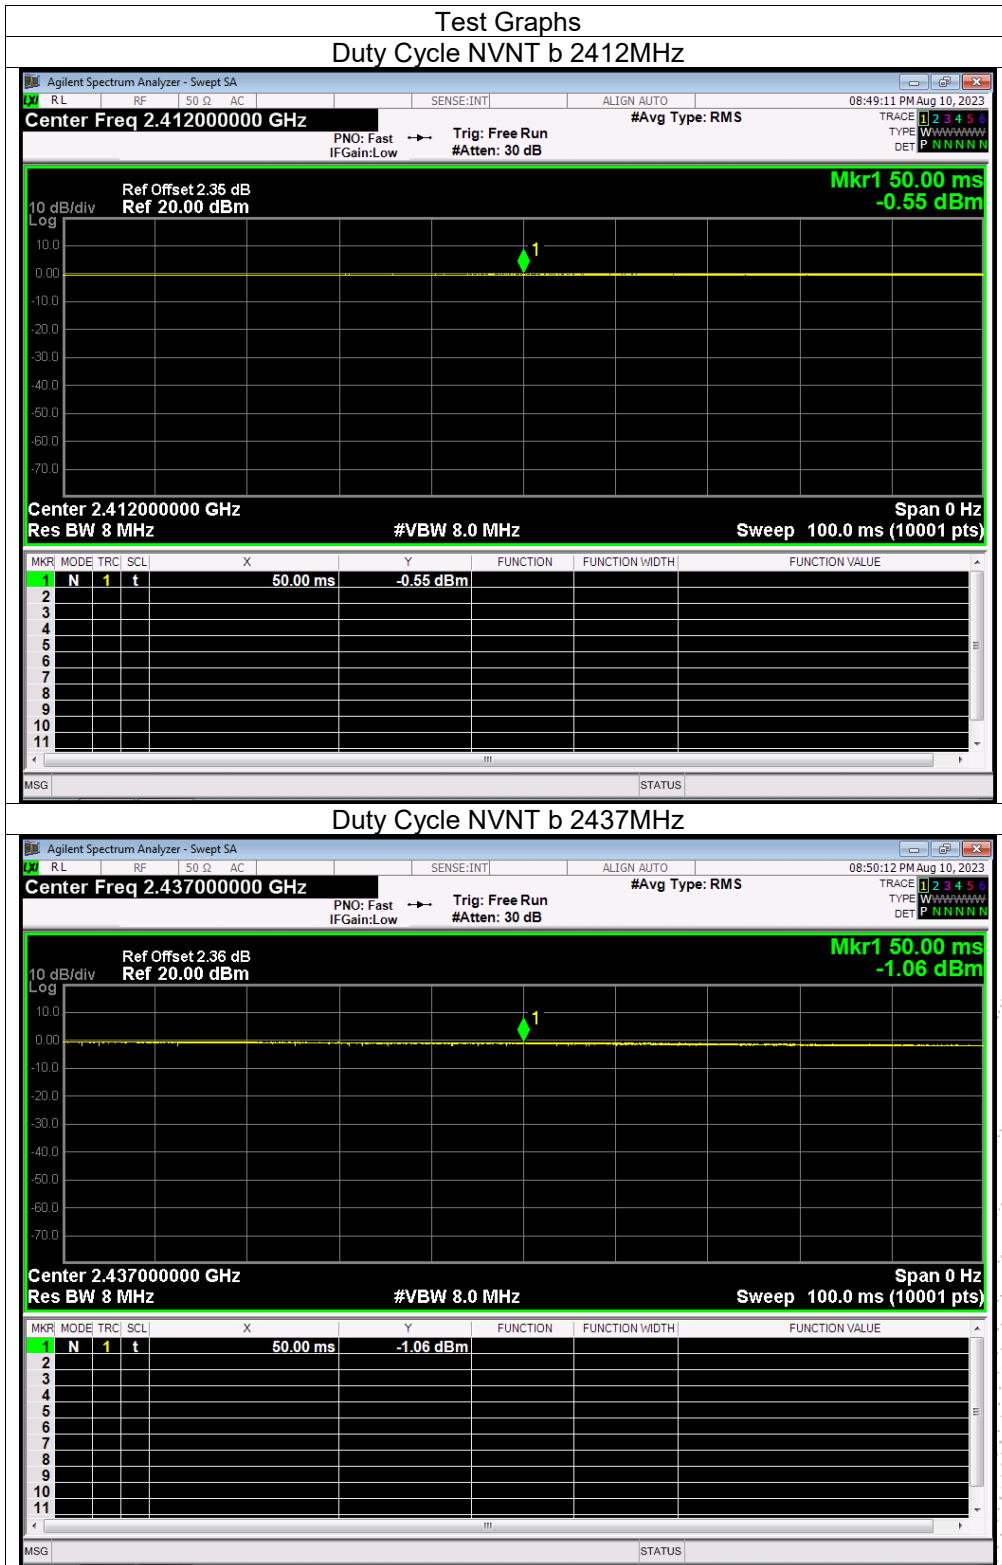 Test Graphs
Duty Cycle NVNT b 2412MHz
Agilent Spectrum Analyzer - Swept SA
LXI RL RF 50 Ω AC SENSE:INT ALIGN AUTO 08:49:11 PM Aug 10, 2023
Center Freq 2.412000000 GHz #Avg Type: RMS TRACE 1 2 3 4 5 6
PNO: Fast Trig: Free Run TYPE WWWWWW
IFGain:Low #Atten: 30 dB DET P N N N N N
Mkr1 50.00 ms
Ref Offset 2.35 dB
10 dB/div Ref 20.00 dBm -0.55 dBm
Log
10.0
1
0.00
-10.0
-20.0
-30.0
-40.0
-50.0
-60.0
-70.0
Center 2.412000000 GHz Span 0 Hz
Res BW 8 MHz #VBW 8.0 MHz Sweep 100.0 ms (10001 pts)
MKR MODE TRC SCL X Y FUNCTION FUNCTION WIDTH FUNCTION VALUE
1 N 1 t 50.00 ms -0.55 dBm
2
3
4
5
6
7
8
9
10
11
MSG STATUS
Duty Cycle NVNT b 2437MHz
Agilent Spectrum Analyzer - Swept SA
LXI RL RF 50 Ω AC SENSE:INT ALIGN AUTO 08:50:12 PM Aug 10, 2023
Center Freq 2.437000000 GHz #Avg Type: RMS TRACE 1 2 3 4 5 6
PNO: Fast Trig: Free Run TYPE WWWWWW
IFGain:Low #Atten: 30 dB DET P N N N N N
Mkr1 50.00 ms
Ref Offset 2.36 dB
10 dB/div Ref 20.00 dBm -1.06 dBm
Log
10.0
1
0.00
-10.0
-20.0
-30.0
-40.0
-50.0
-60.0
-70.0
Center 2.437000000 GHz Span 0 Hz
Res BW 8 MHz #VBW 8.0 MHz Sweep 100.0 ms (10001 pts)
MKR MODE TRC SCL X Y FUNCTION FUNCTION WIDTH FUNCTION VALUE
1 N 1 t 50.00 ms -1.06 dBm
2
3
4
5
6
7
8
9
10
11
MSG STATUS